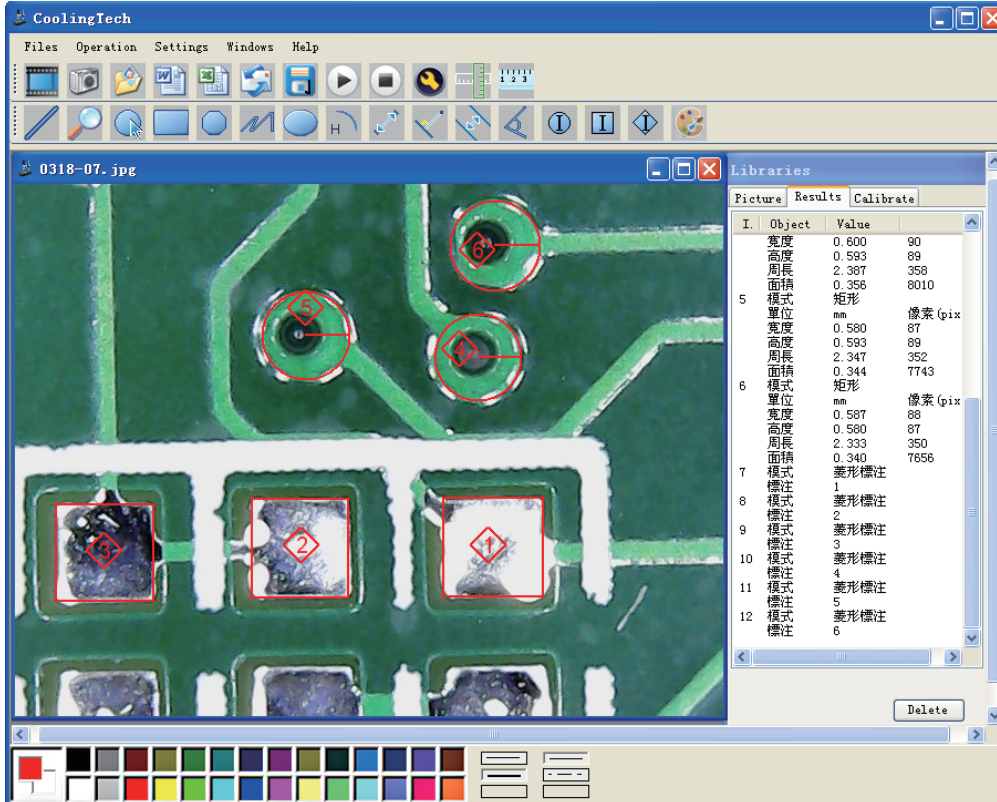 CoolingTech
Files Operation Settings Windows Help
H
0318-07.jpg
6
5
4
3
2
1
Libraries
Picture Results Calibrate
I. Object Value
寬度 0.600 90
高度 0.593 89
周長 2.387 358
面積 0.356 8010
5 模式 矩形
單位 mm 像素(pix
寬度 0.580 87
高度 0.593 89
周長 2.347 352
面積 0.344 7743
6 模式 矩形
單位 mm 像素(pix
寬度 0.587 88
高度 0.580 87
周長 2.333 350
面積 0.340 7656
7 模式 菱形標注
標注 1
8 模式 菱形標注
標注 2
9 模式 菱形標注
標注 3
10 模式 菱形標注
標注 4
11 模式 菱形標注
標注 5
12 模式 菱形標注
標注 6
Delete